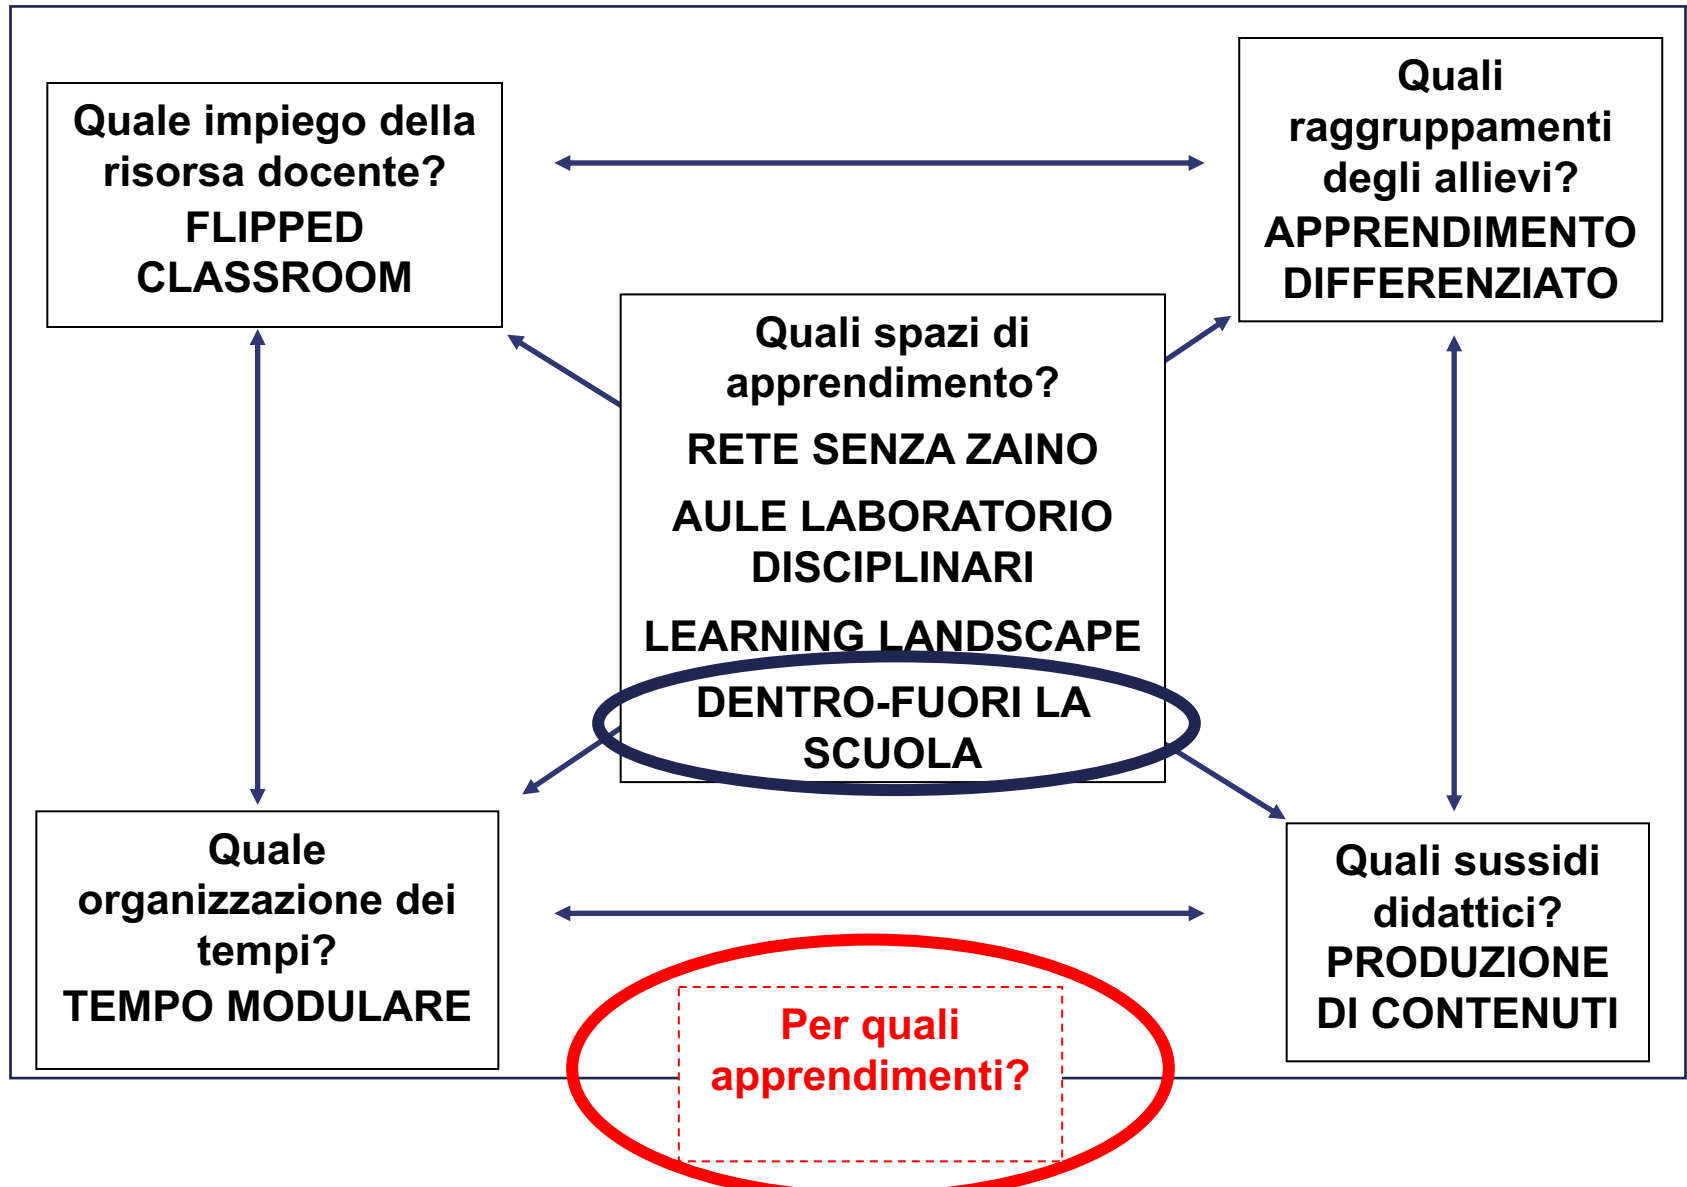 Quale impiego della
risorsa docente?
FLIPPED
CLASSROOM
Quali
raggruppamenti
degli allievi?
APPRENDIMENTO
DIFFERENZIATO
Quali spazi di
apprendimento?
RETE SENZA ZAINO
AULE LABORATORIO
DISCIPLINARI
LEARNING LANDSCAPE
DENTRO-FUORI LA
SCUOLA
Quale
organizzazione dei
tempi?
TEMPO MODULARE
Quali sussidi
didattici?
PRODUZIONE
DI CONTENUTI
Per quali
apprendimenti?